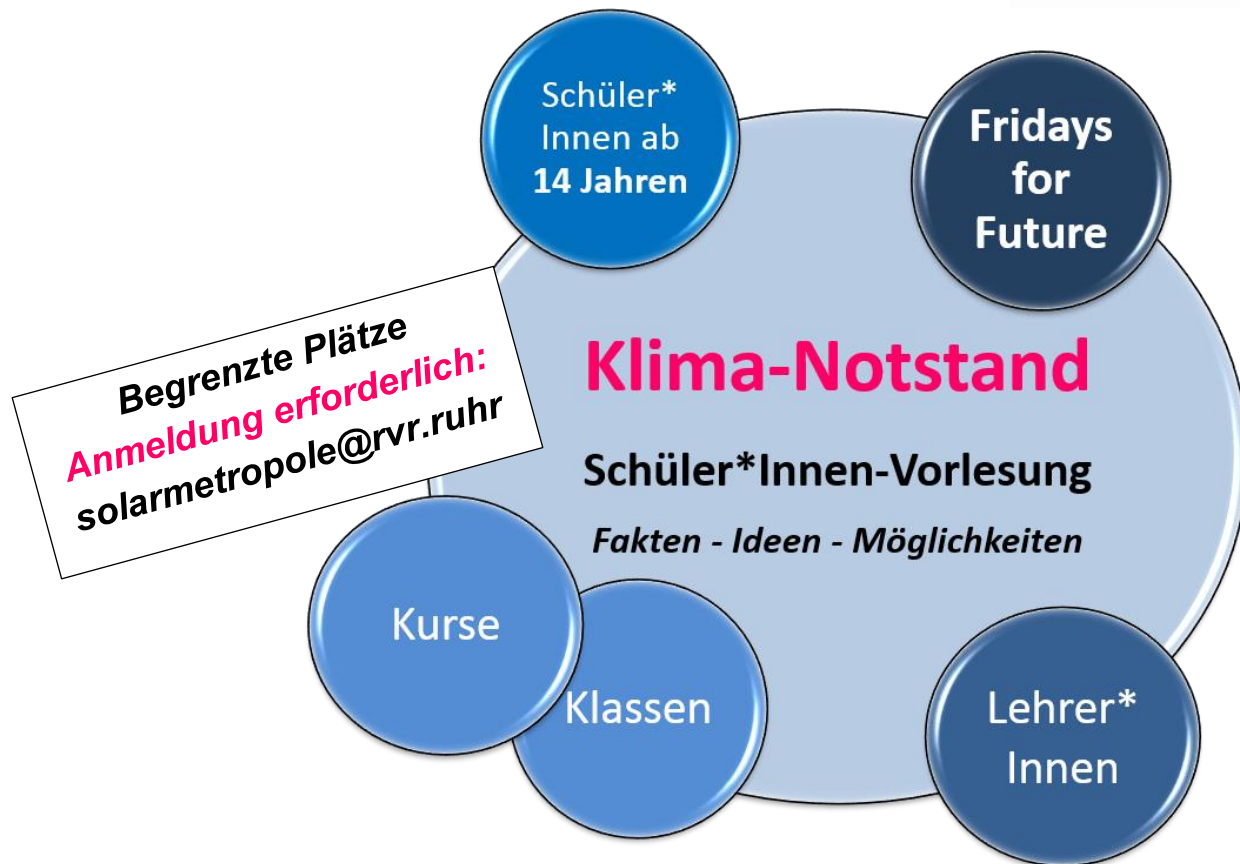 Schüler*
Innen ab
14 Jahren
Fridays
for
Future
Begrenzte Plätze
Anmeldung erforderlich:
solarmetropole@rvr.ruhr
Klima-Notstand
Schüler*Innen-Vorlesung
Fakten - Ideen - Möglichkeiten
Kurse
Klassen
Lehrer*
Innen